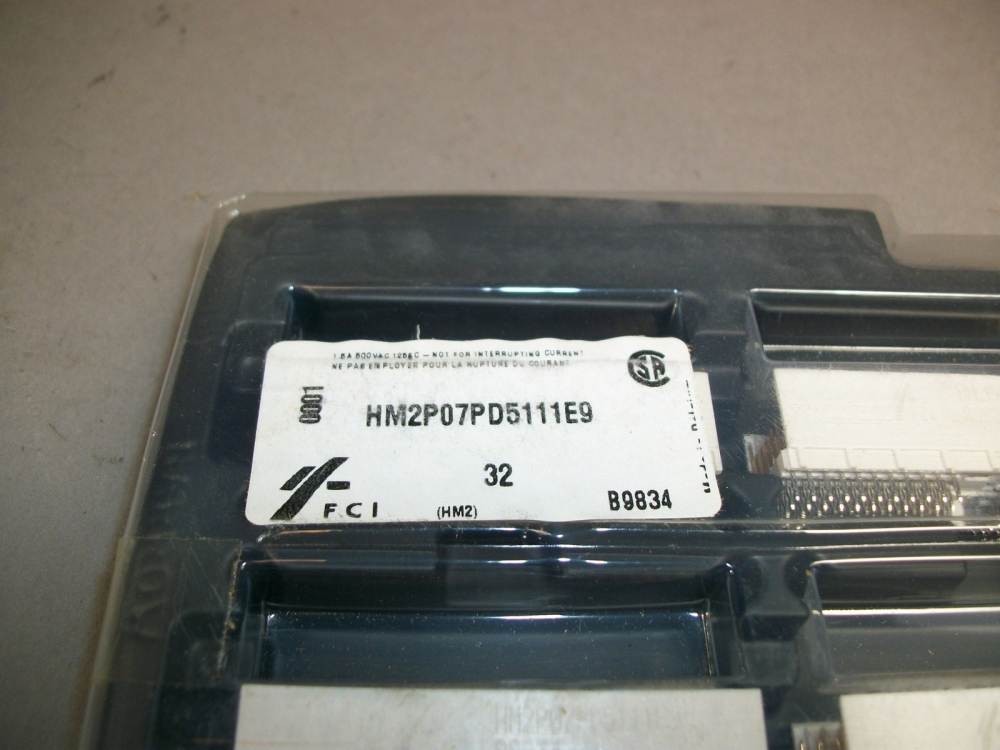 1.5A 500VAC 125°C – NOT FOR INTERRUPTING CURRENT
NE PAS EMPLOYER POUR LA RUPTURE DU COURANT
0001
HM2P07PD5111E9
32
FCI
(HM2)
B9834
HM2P07PD5111E9